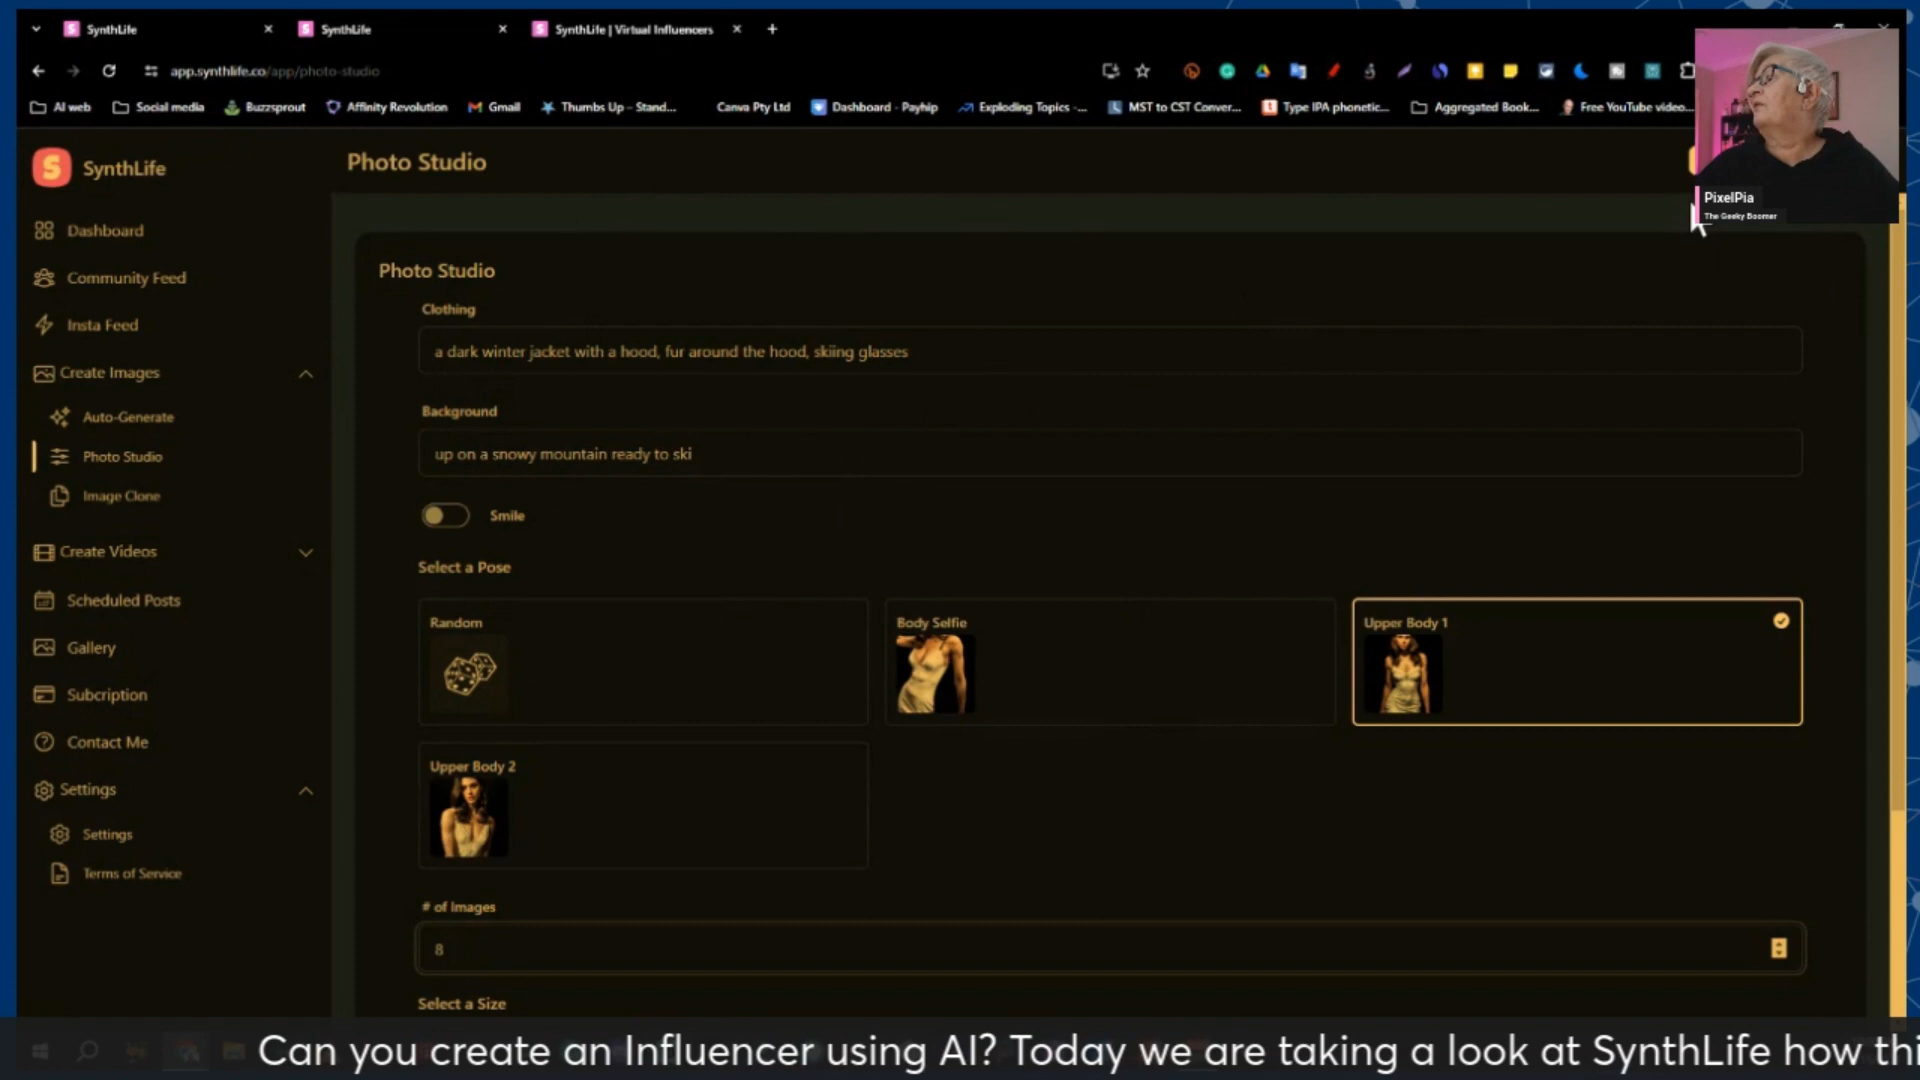 SynthLife
SynthLife
SynthLife | Virtual Influencers
app.synthlife.co/app/photo-studio
AI web
Social media
Buzzsprout
Affinity Revolution
Gmail
Thumbs Up - Stand...
Canva Pty Ltd
Dashboard - Payhip
Exploding Topics -...
MST to CST Conver...
Type IPA phonetic...
Aggregated Book...
Free YouTube video...
PixelPia
The Geeky Boomer
SynthLife
Dashboard
Community Feed
Insta Feed
Create Images
Auto-Generate
Photo Studio
Image Clone
Create Videos
Scheduled Posts
Gallery
Subcription
Contact Me
Settings
Settings
Terms of Service
Photo Studio
Photo Studio
Clothing
a dark winter jacket with a hood, fur around the hood, skiing glasses
Background
up on a snowy mountain ready to ski
Smile
Select a Pose
Random
Body Selfie
Upper Body 1
Upper Body 2
# of Images
8
Select a Size
Can you create an Influencer using AI? Today we are taking a look at SynthLife how thi